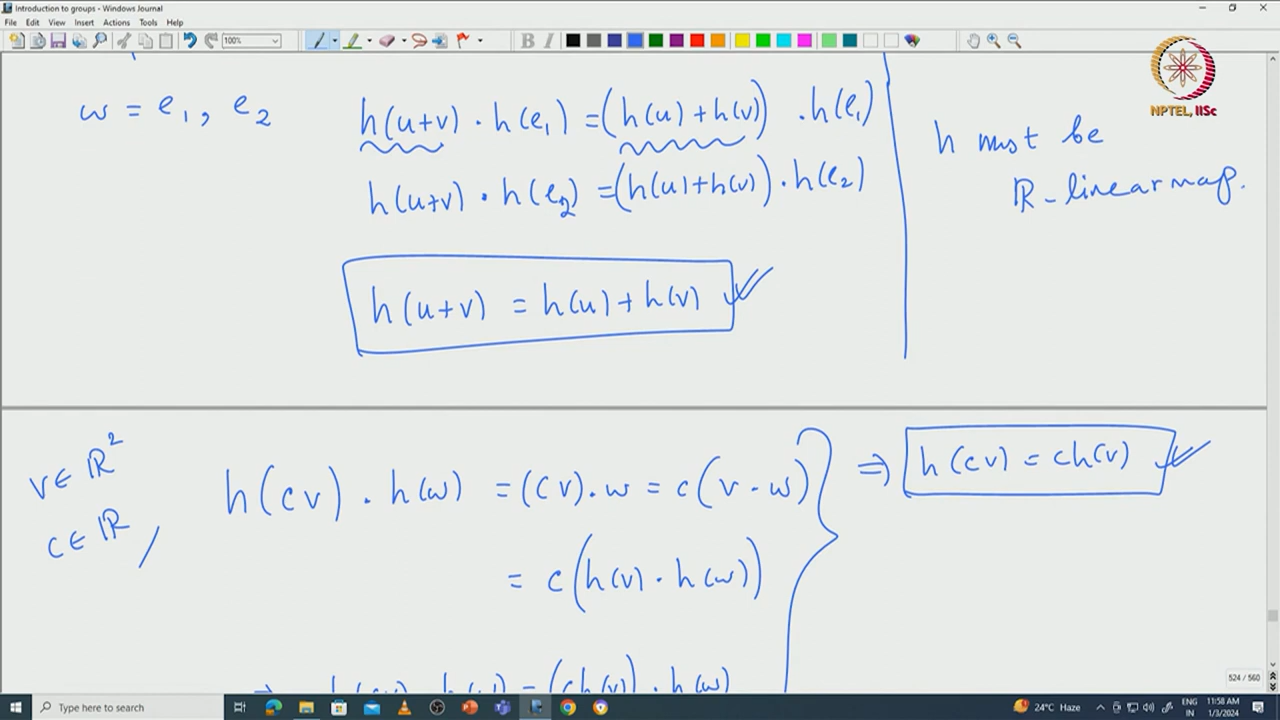 Introduction to groups - Windows Journal
File Edit View Insert Actions Tools Help
100%
NPTEL, IISc
w = e₁, e₂
h(u+v) · h(e₁) = (h(u) + h(v)) · h(e₁)
h(u+v) · h(e₂) = (h(u)+h(v)) · h(e₂)
h(u+v) = h(u) + h(v)
h must be
ℝ-linear map.
v ∈ ℝ²
c ∈ ℝ
h(cv) · h(w) = (cv) · w = c(v · w)
= c(h(v) · h(w))
⇒ h(cv) = ch(v)
= (ch(v)) · h(w)
524 / 560
Type here to search
24°C Haze
ENG
IN
11:58 AM
1/3/2024